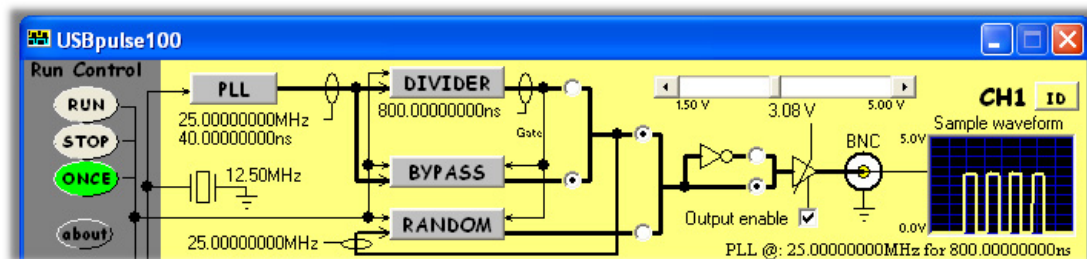 USBpulse100
Run Control
RUN
STOP
ONCE
about
PLL
25.00000000MHz
40.00000000ns
12.50MHz
25.00000000MHz
DIVIDER
800.00000000ns
Gate
BYPASS
RANDOM
1.50 V
3.08 V
5.00 V
Output enable
BNC
CH1 ID
Sample waveform
5.0V
0.0V
PLL @: 25.00000000MHz for 800.00000000ns